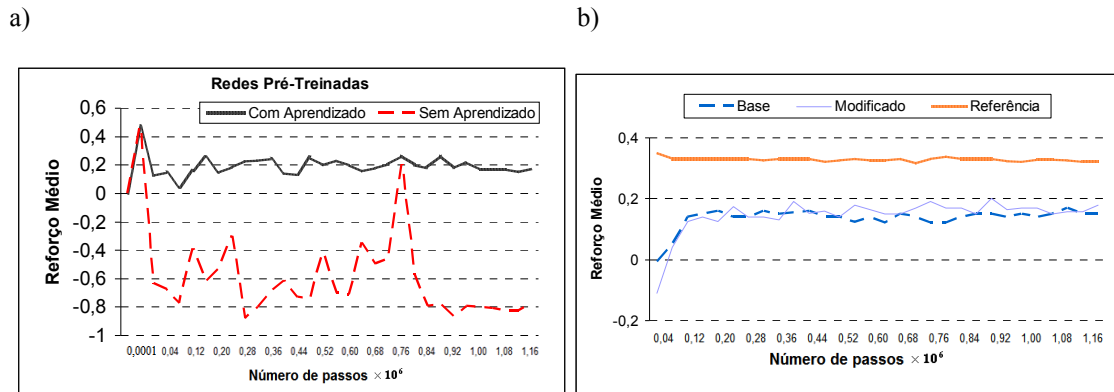 a)
b)
Redes Pré-Treinadas
Com Aprendizado Sem Aprendizado
0,6
0,4
0,2
0
-0,2
-0,4
-0,6
-0,8
-1
Reforço Médio
0,0001 0,04 0,12 0,20 0,28 0,36 0,44 0,52 0,60 0,68 0,76 0,84 0,92 1,00 1,08 1,16
Número de passos × 10⁶
Base Modificado Referência
0,4
0,2
0
-0,2
Reforço Médio
0,04 0,12 0,20 0,28 0,36 0,44 0,52 0,60 0,68 0,76 0,84 0,92 1,00 1,08 1,16
Número de passos × 10⁶